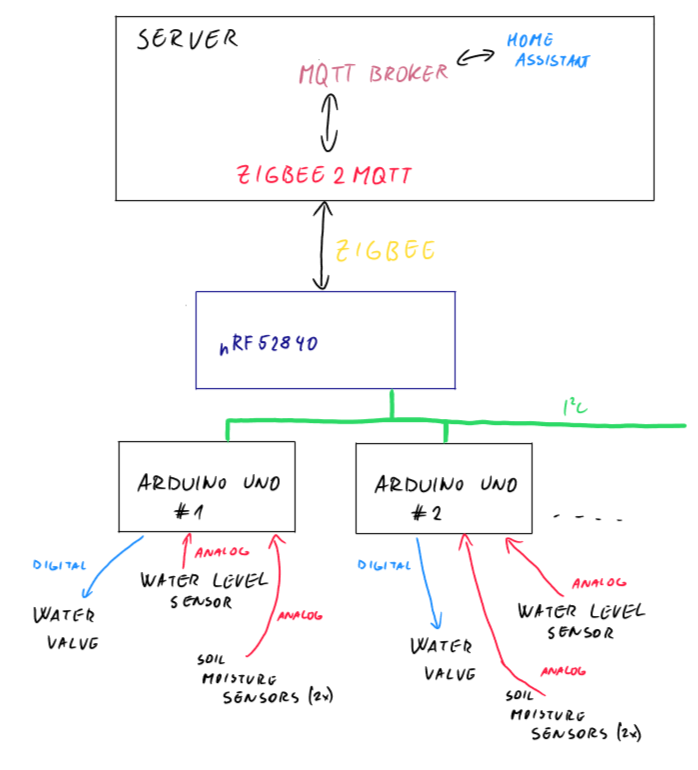 SERVER
HOME
ASSISTANT
MQTT BROKER
ZIGBEE 2 MQTT
ZIGBEE
nRF52840
I²C
ARDUINO UNO
#1
ARDUINO UNO
#2
- - - -
DIGITAL
ANALOG
WATER LEVEL
SENSOR
WATER
VALVE
ANALOG
SOIL
MOISTURE
SENSORS (2x)
DIGITAL
ANALOG
WATER LEVEL
SENSOR
WATER
VALVE
ANALOG
SOIL
MOISTURE
SENSORS (2x)